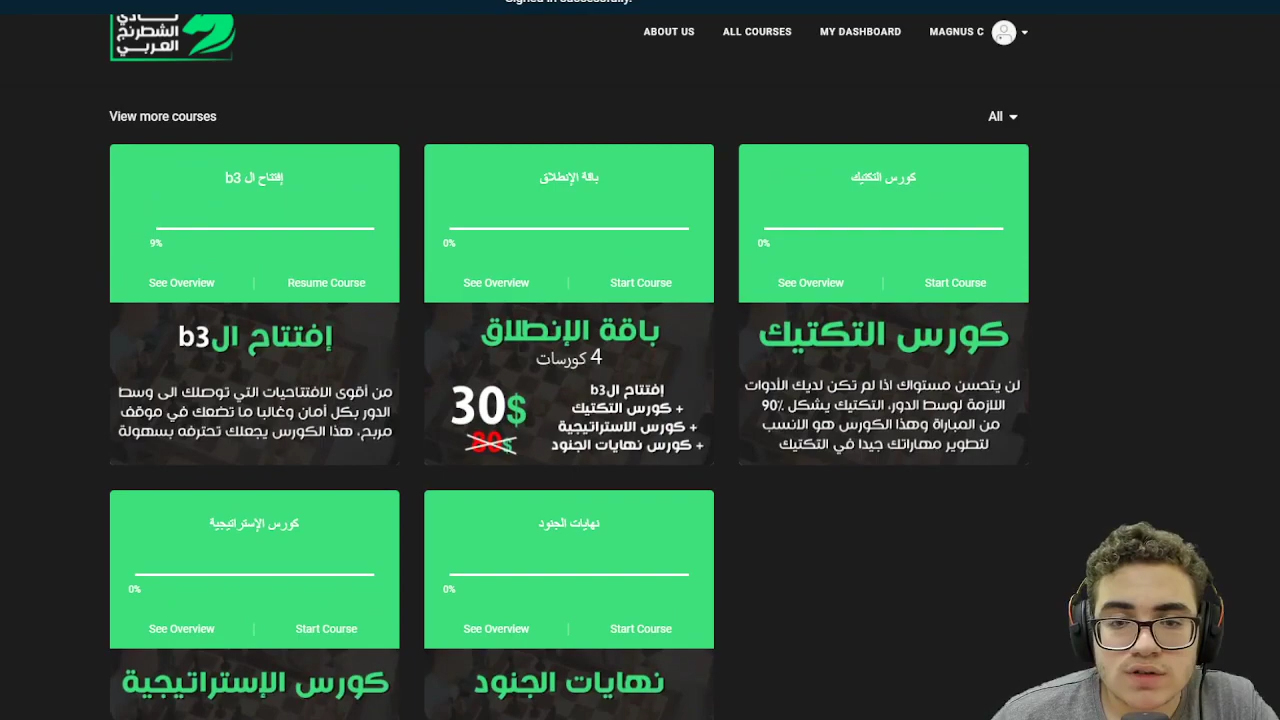 Signed in successfully.
نادي
الشطرنج
العربي
ABOUT US
ALL COURSES
MY DASHBOARD
MAGNUS C
View more courses
All
إفتتاح ال b3
9%
See Overview
Resume Course
إفتتاح الb3
من أقوى الافتتاحيات التي توصلك الى وسط
الدور بكل أمان وغالبا ما تضعك في موقف
مربح، هذا الكورس يجعلك تحترفه بسهولة
باقة الإنطلاق
0%
See Overview
Start Course
باقة الإنطلاق
4 كورسات
إفتتاح الb3
+ كورس التكتيك
+ كورس الاستراتيجية
+ كورس نهايات الجنود
30$
80$
كورس التكتيك
0%
See Overview
Start Course
كورس التكتيك
لن يتحسن مستواك اذا لم تكن لديك الأدوات
اللازمة لوسط الدور، التكتيك يشكل 90%
من المباراة وهذا الكورس هو الانسب
لتطوير مهاراتك جيدا في التكتيك
كورس الإستراتيجية
0%
See Overview
Start Course
كورس الإستراتيجية
نهايات الجنود
0%
See Overview
Start Course
نهايات الجنود